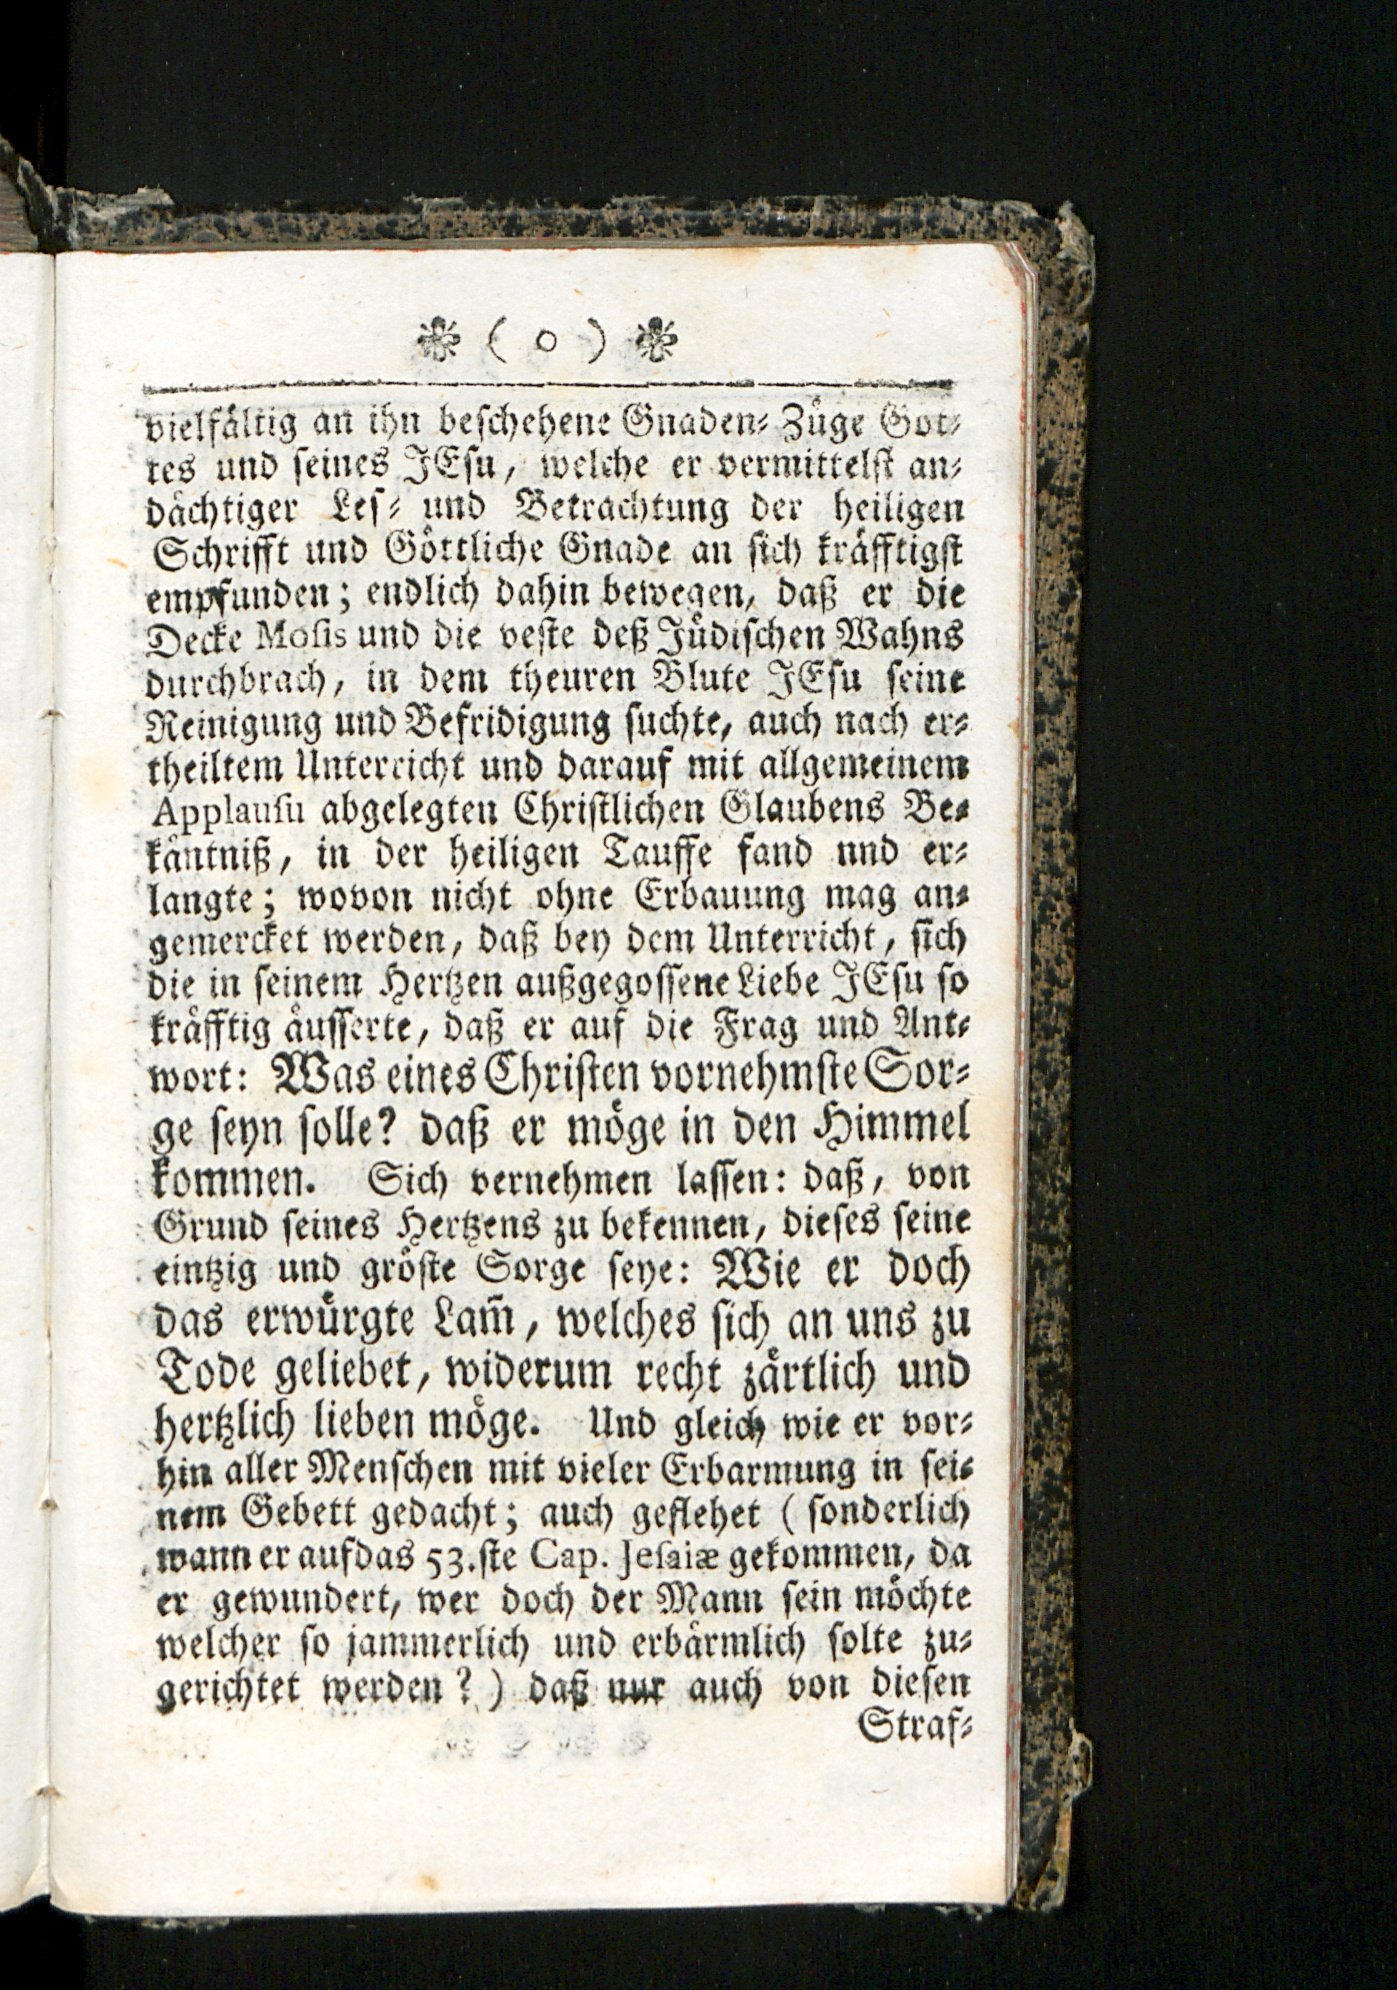 ❀ ( o ) ❀
vielfältig an ihn beschehene Gnaden- Züge Got-
tes und seines JEsu, welche er vermittelst an-
dächtiger Les- und Betrachtung der heiligen
Schrifft und Göttliche Gnade an sich kräfftigst
empfunden; endlich dahin bewegen, daß er die
Decke Mosis und die veste deß Jüdischen Wahns
durchbrach, in dem theuren Blute JEsu seine
Reinigung und Befridigung suchte, auch nach er-
theiltem Unterricht und darauf mit allgemeinem
Applausu abgelegten Christlichen Glaubens Be-
käntniß, in der heiligen Tauffe fand nnd er-
langte; wovon nicht ohne Erbauung mag an-
gemercket werden, daß bey dem Unterricht, sich
die in seinem Hertzen außgegossene Liebe JEsu so
kräfftig äusserte, daß er auf die Frag und Ant-
wort: Was eines Christen vornehmste Sor-
ge seyn solle? daß er möge in den Himmel
kommen. Sich vernehmen lassen: daß, von
Grund seines Hertzens zu bekennen, dieses seine
eintzig und gröste Sorge seye: Wie er doch
das erwürgte Lam̃, welches sich an uns zu
Tode geliebet, widerum recht zärtlich und
hertzlich lieben möge. Und gleich wie er vor-
hin aller Menschen mit vieler Erbarmung in sei-
nem Gebett gedacht; auch geflehet ( sonderlich
wann er auf das 53.ste Cap. Jesaiæ gekommen, da
er gewundert, wer doch der Mann sein möchte
welcher so jammerlich und erbärmlich solte zu-
gerichtet werden ? ) daß nur auch von diesen
Straf-